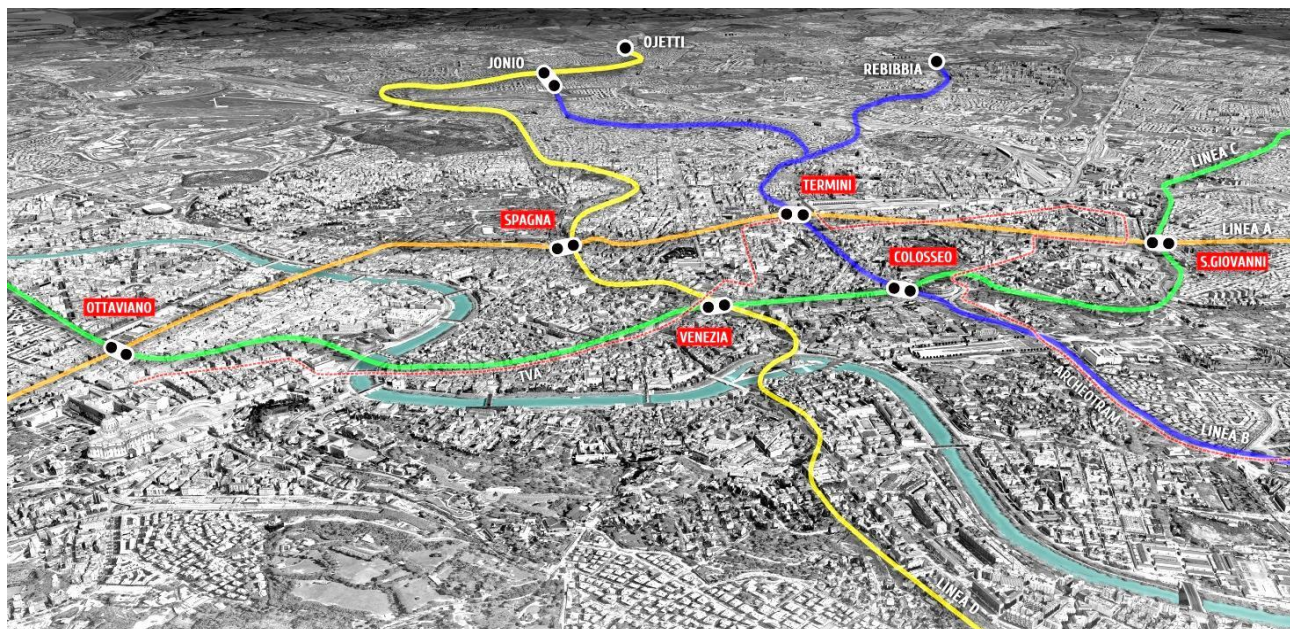 OJETTI
JONIO
REBIBBIA
LINEA C
TERMINI
SPAGNA
LINEA A
COLOSSEO
S.GIOVANNI
OTTAVIANO
VENEZIA
TVA
ARCHEOTRAM
LINEA B
LINEA D